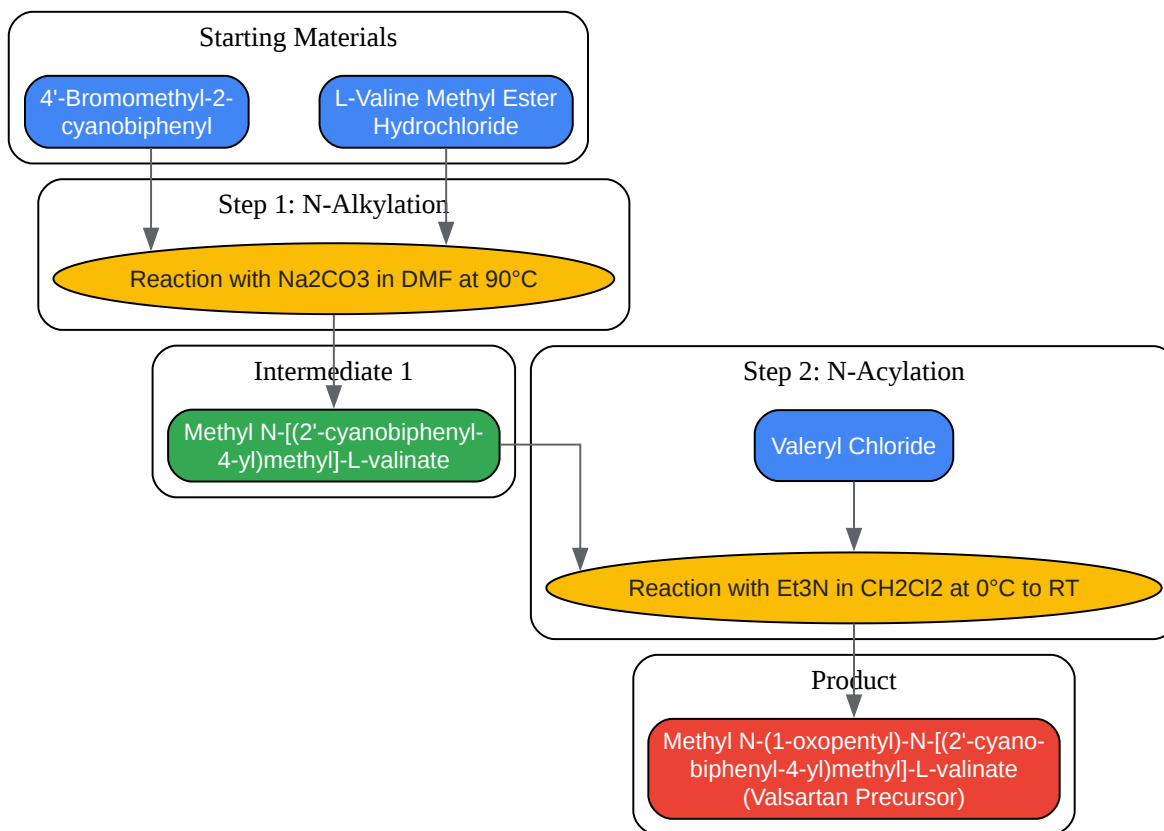 Starting Materials
4'-Bromomethyl-2-
cyanobiphenyl
L-Valine Methyl Ester
Hydrochloride
Step 1: N-Alkylation
Reaction with Na2CO3 in DMF at 90°C
Intermediate 1
Methyl N-[(2'-cyanobiphenyl-
4-yl)methyl]-L-valinate
Step 2: N-Acylation
Valeryl Chloride
Reaction with Et3N in CH2Cl2 at 0°C to RT
Product
Methyl N-(1-oxopentyl)-N-[(2'-cyano-
biphenyl-4-yl)methyl]-L-valinate
(Valsartan Precursor)